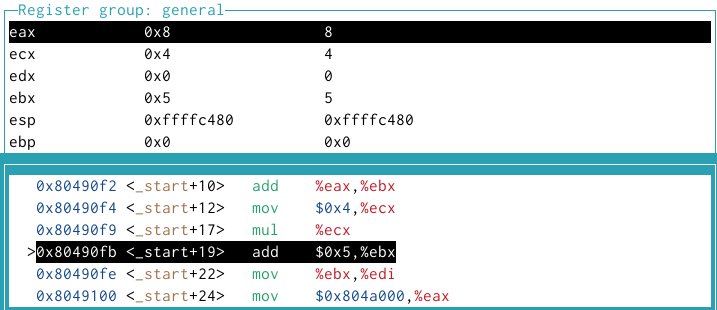 Register group: general
eax 0x8 8
ecx 0x4 4
edx 0x0 0
ebx 0x5 5
esp 0xffffc480 0xffffc480
ebp 0x0 0x0
0x80490f2 <_start+10> add %eax,%ebx
0x80490f4 <_start+12> mov $0x4,%ecx
0x80490f9 <_start+17> mul %ecx
>0x80490fb <_start+19> add $0x5,%ebx
0x80490fe <_start+22> mov %ebx,%edi
0x8049100 <_start+24> mov $0x804a000,%eax